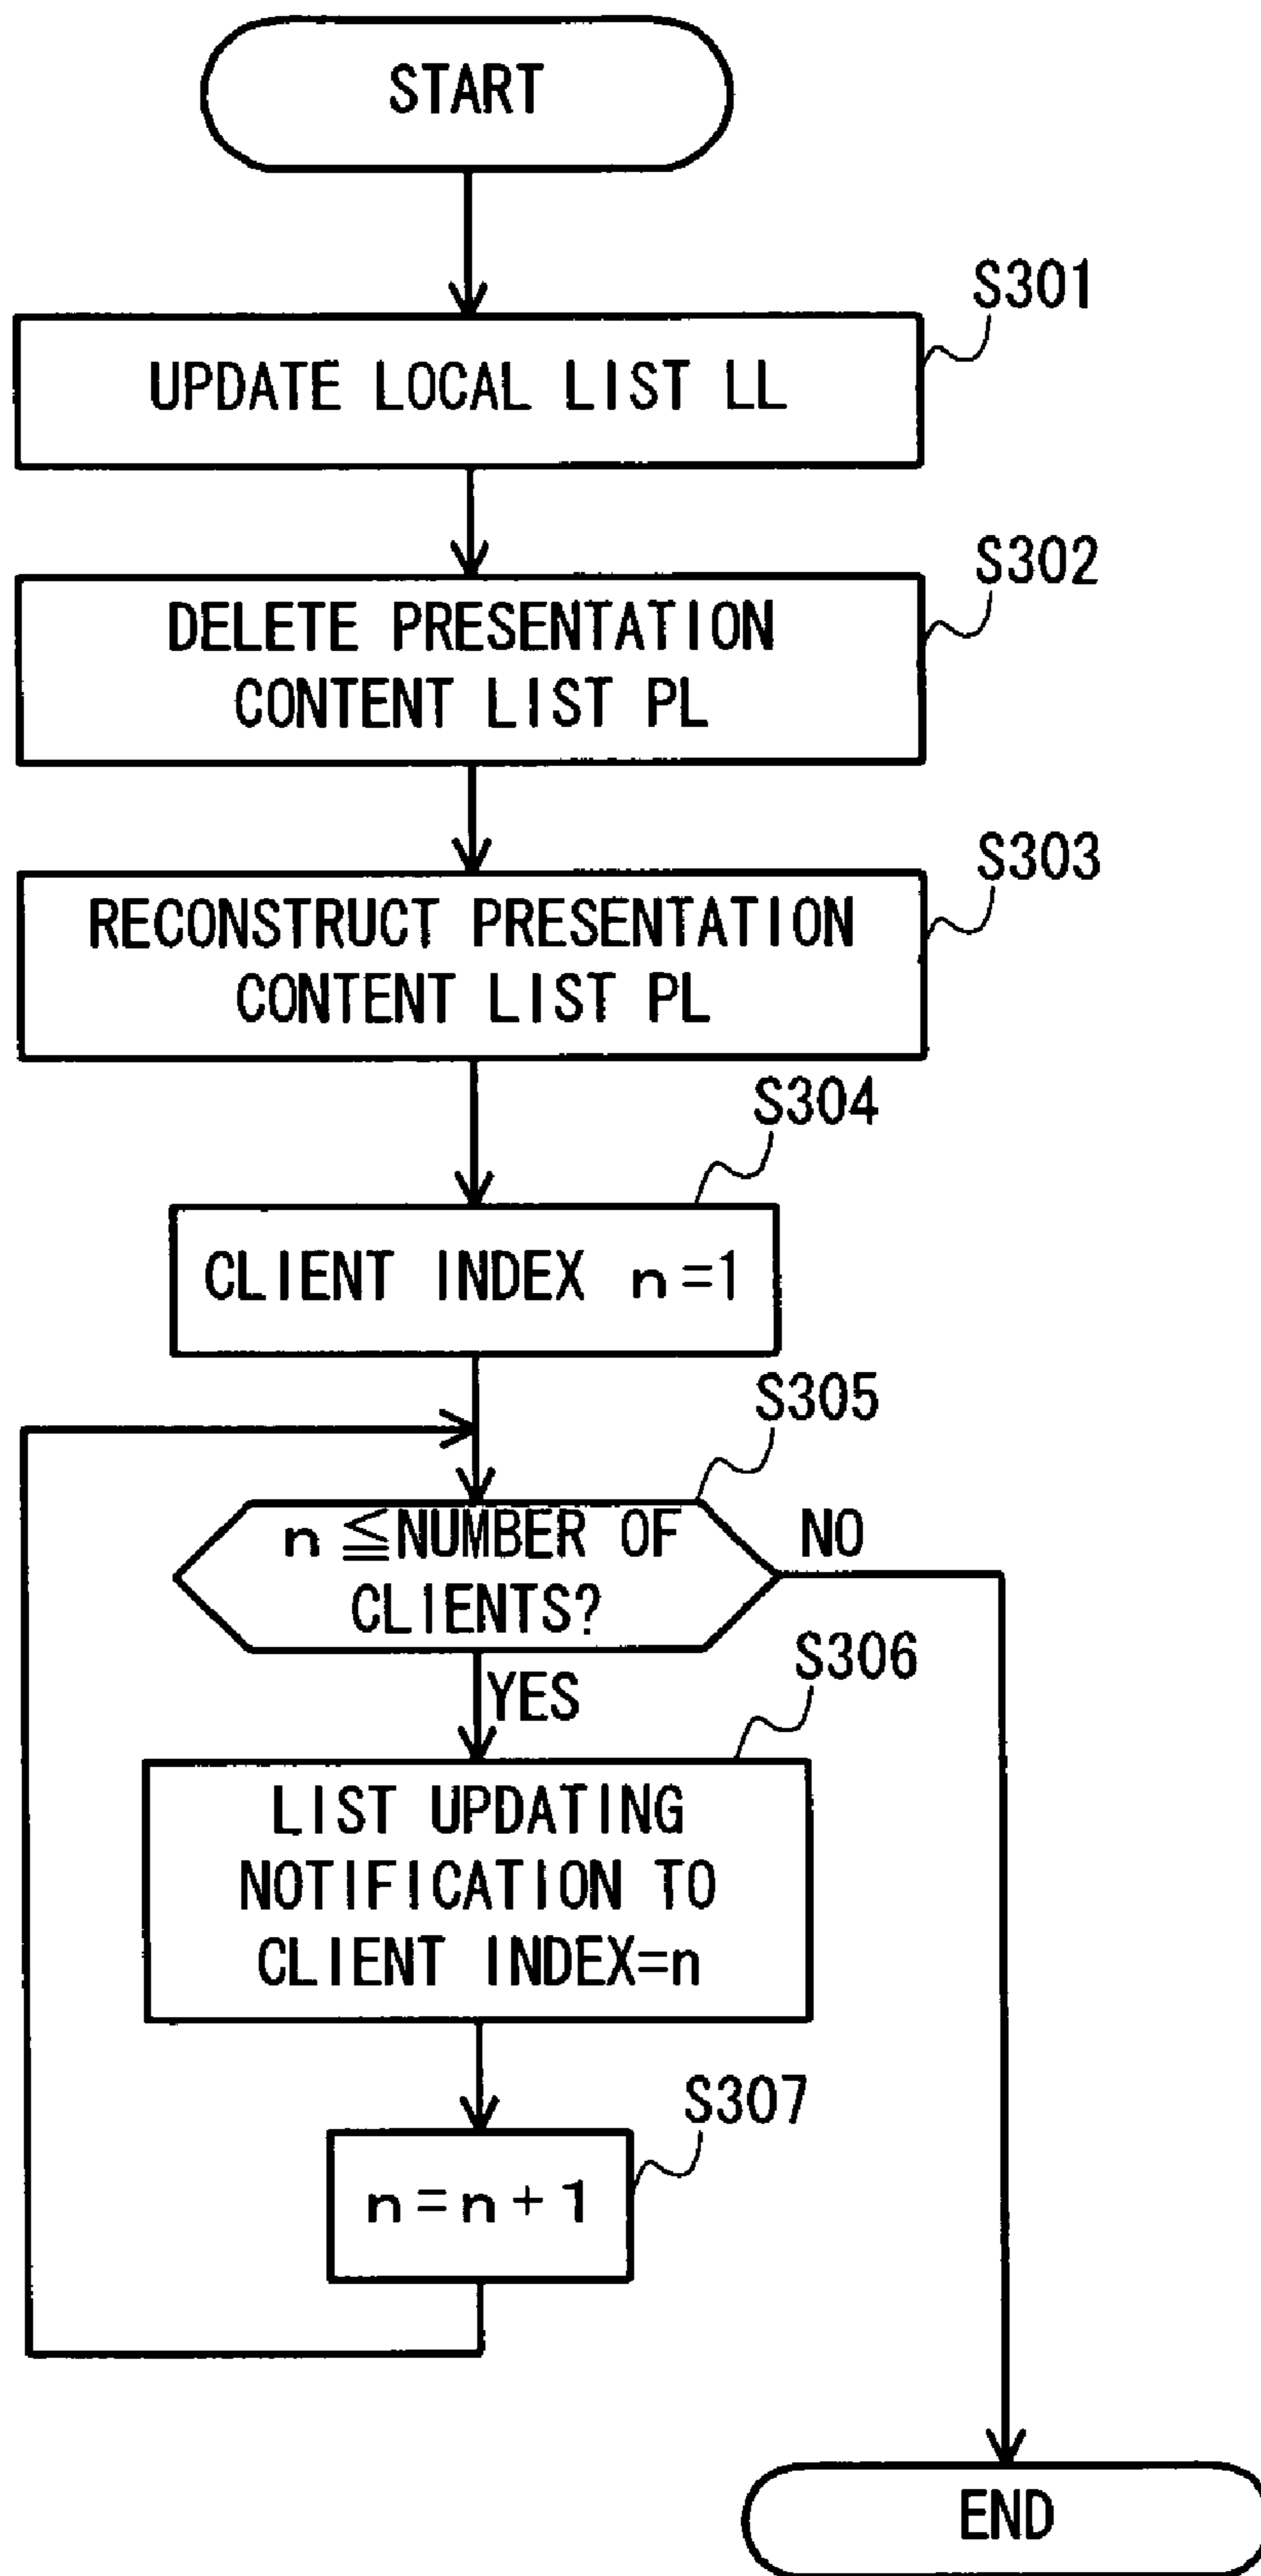 START
S301
UPDATE LOCAL LIST LL
S302
DELETE PRESENTATION
CONTENT LIST PL
S303
RECONSTRUCT PRESENTATION
CONTENT LIST PL
S304
CLIENT INDEX n=1
S305
n≦NUMBER OF
CLIENTS?
NO
YES
S306
LIST UPDATING
NOTIFICATION TO
CLIENT INDEX=n
S307
n=n+1
END